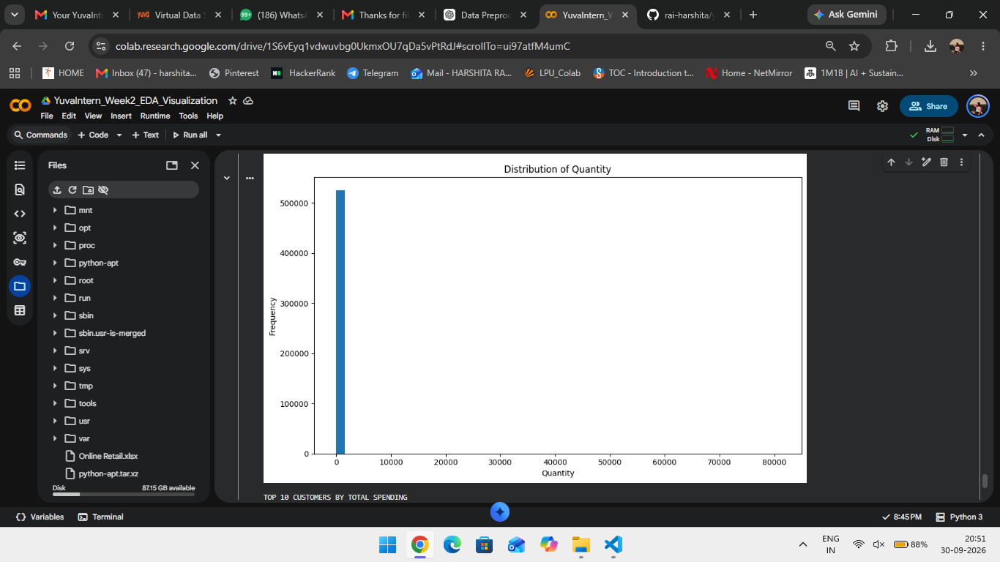 Your YuvaInte
Virtual Data S
99+
(186) WhatsA
Thanks for fil
Data Preproc
YuvaIntern_W
rai-harshita/y
Ask Gemini
colab.research.google.com/drive/1S6vEyq1vdwuvbg0UkmxOU7qDa5vPtRdJ#scrollTo=ui97atfM4umC
HOME
Inbox (47) - harshita...
Pinterest
HackerRank
Telegram
Mail - HARSHITA RA...
LPU_Colab
TOC - Introduction t...
Home - NetMirror
1M1B | AI + Sustain...
YuvaIntern_Week2_EDA_Visualization
File Edit View Insert Runtime Tools Help
Share
Commands + Code + Text Run all
RAM
Disk
Files
mnt
opt
proc
python-apt
root
run
sbin
sbin.usr-is-merged
srv
sys
tmp
tools
usr
var
Online Retail.xlsx
python-apt.tar.xz
Disk 87.15 GB available
Distribution of Quantity
500000
400000
300000
200000
100000
0
Frequency
0 10000 20000 30000 40000 50000 60000 70000 80000
Quantity
TOP 10 CUSTOMERS BY TOTAL SPENDING
Variables Terminal
8:45 PM Python 3
ENG
IN
88%
20:51
30-09-2026